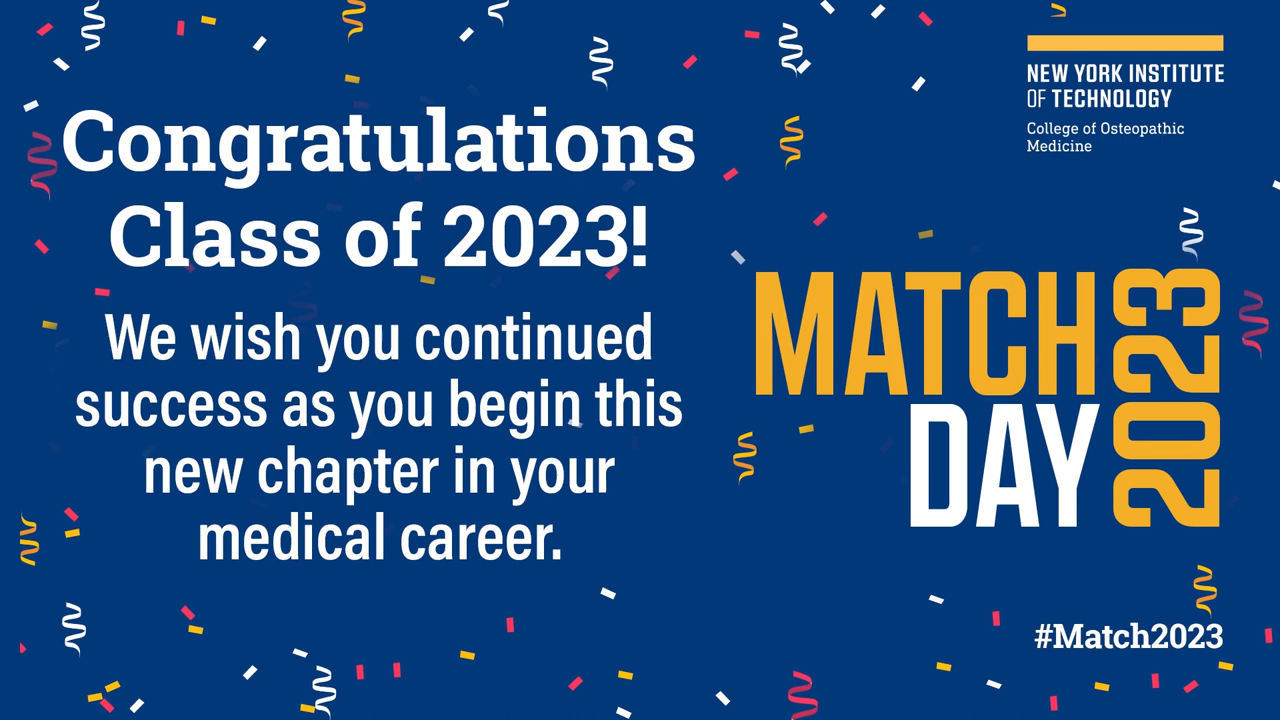 Congratulations
Class of 2023!
We wish you continued
success as you begin this
new chapter in your
medical career.
NEW YORK INSTITUTE
OF TECHNOLOGY
College of Osteopathic
Medicine
MATCH
DAY
2023
#Match2023